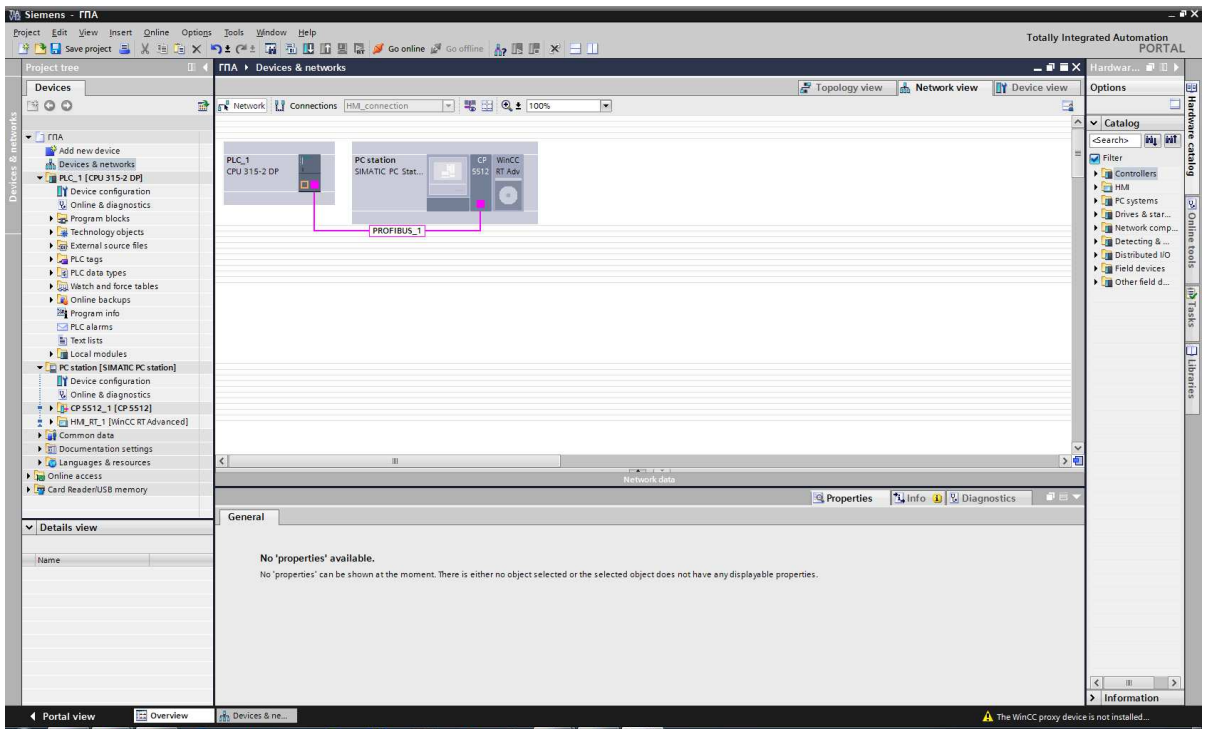 Siemens - ГПА
Project Edit View Insert Online Options Tools Window Help
Totally Integrated Automation
PORTAL
Save project
Go online
Go offline
Project tree
ГПА
Devices & networks
Hardwar...
Devices
Topology view
Network view
Device view
Options
Network
Connections
HMI_connection
100%
Devices & networks
ГПА
Add new device
Devices & networks
PLC_1 [CPU 315-2 DP]
Device configuration
Online & diagnostics
Program blocks
Technology objects
External source files
PLC tags
PLC data types
Watch and force tables
Online backups
Program info
PLC alarms
Text lists
Local modules
PC station [SIMATIC PC station]
Device configuration
Online & diagnostics
CP 5512_1 [CP 5512]
HMI_RT_1 [WinCC RT Advanced]
Common data
Documentation settings
Languages & resources
Online access
Card Reader/USB memory
PLC_1
CPU 315-2 DP
PC station
SIMATIC PC Stat...
CP
5512
WinCC
RT Adv
PROFIBUS_1
Catalog
<Search>
Filter
Controllers
HMI
PC systems
Drives & star...
Network comp...
Detecting & ...
Distributed I/O
Field devices
Other field d...
Hardware catalog
Online tools
Tasks
Libraries
Network data
Properties
Info
Diagnostics
General
No 'properties' available.
No 'properties' can be shown at the moment. There is either no object selected or the selected object does not have any displayable properties.
Details view
Name
Information
Portal view
Overview
Devices & ne...
The WinCC proxy device is not installed...